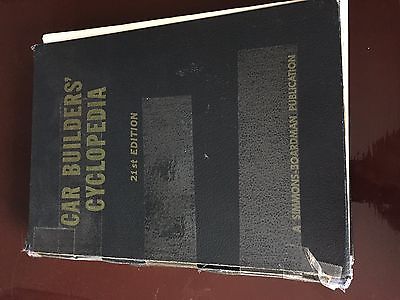 CAR BUILDERS'
CYCLOPEDIA
21st EDITION
A SIMMONS-BOARDMAN PUBLICATION